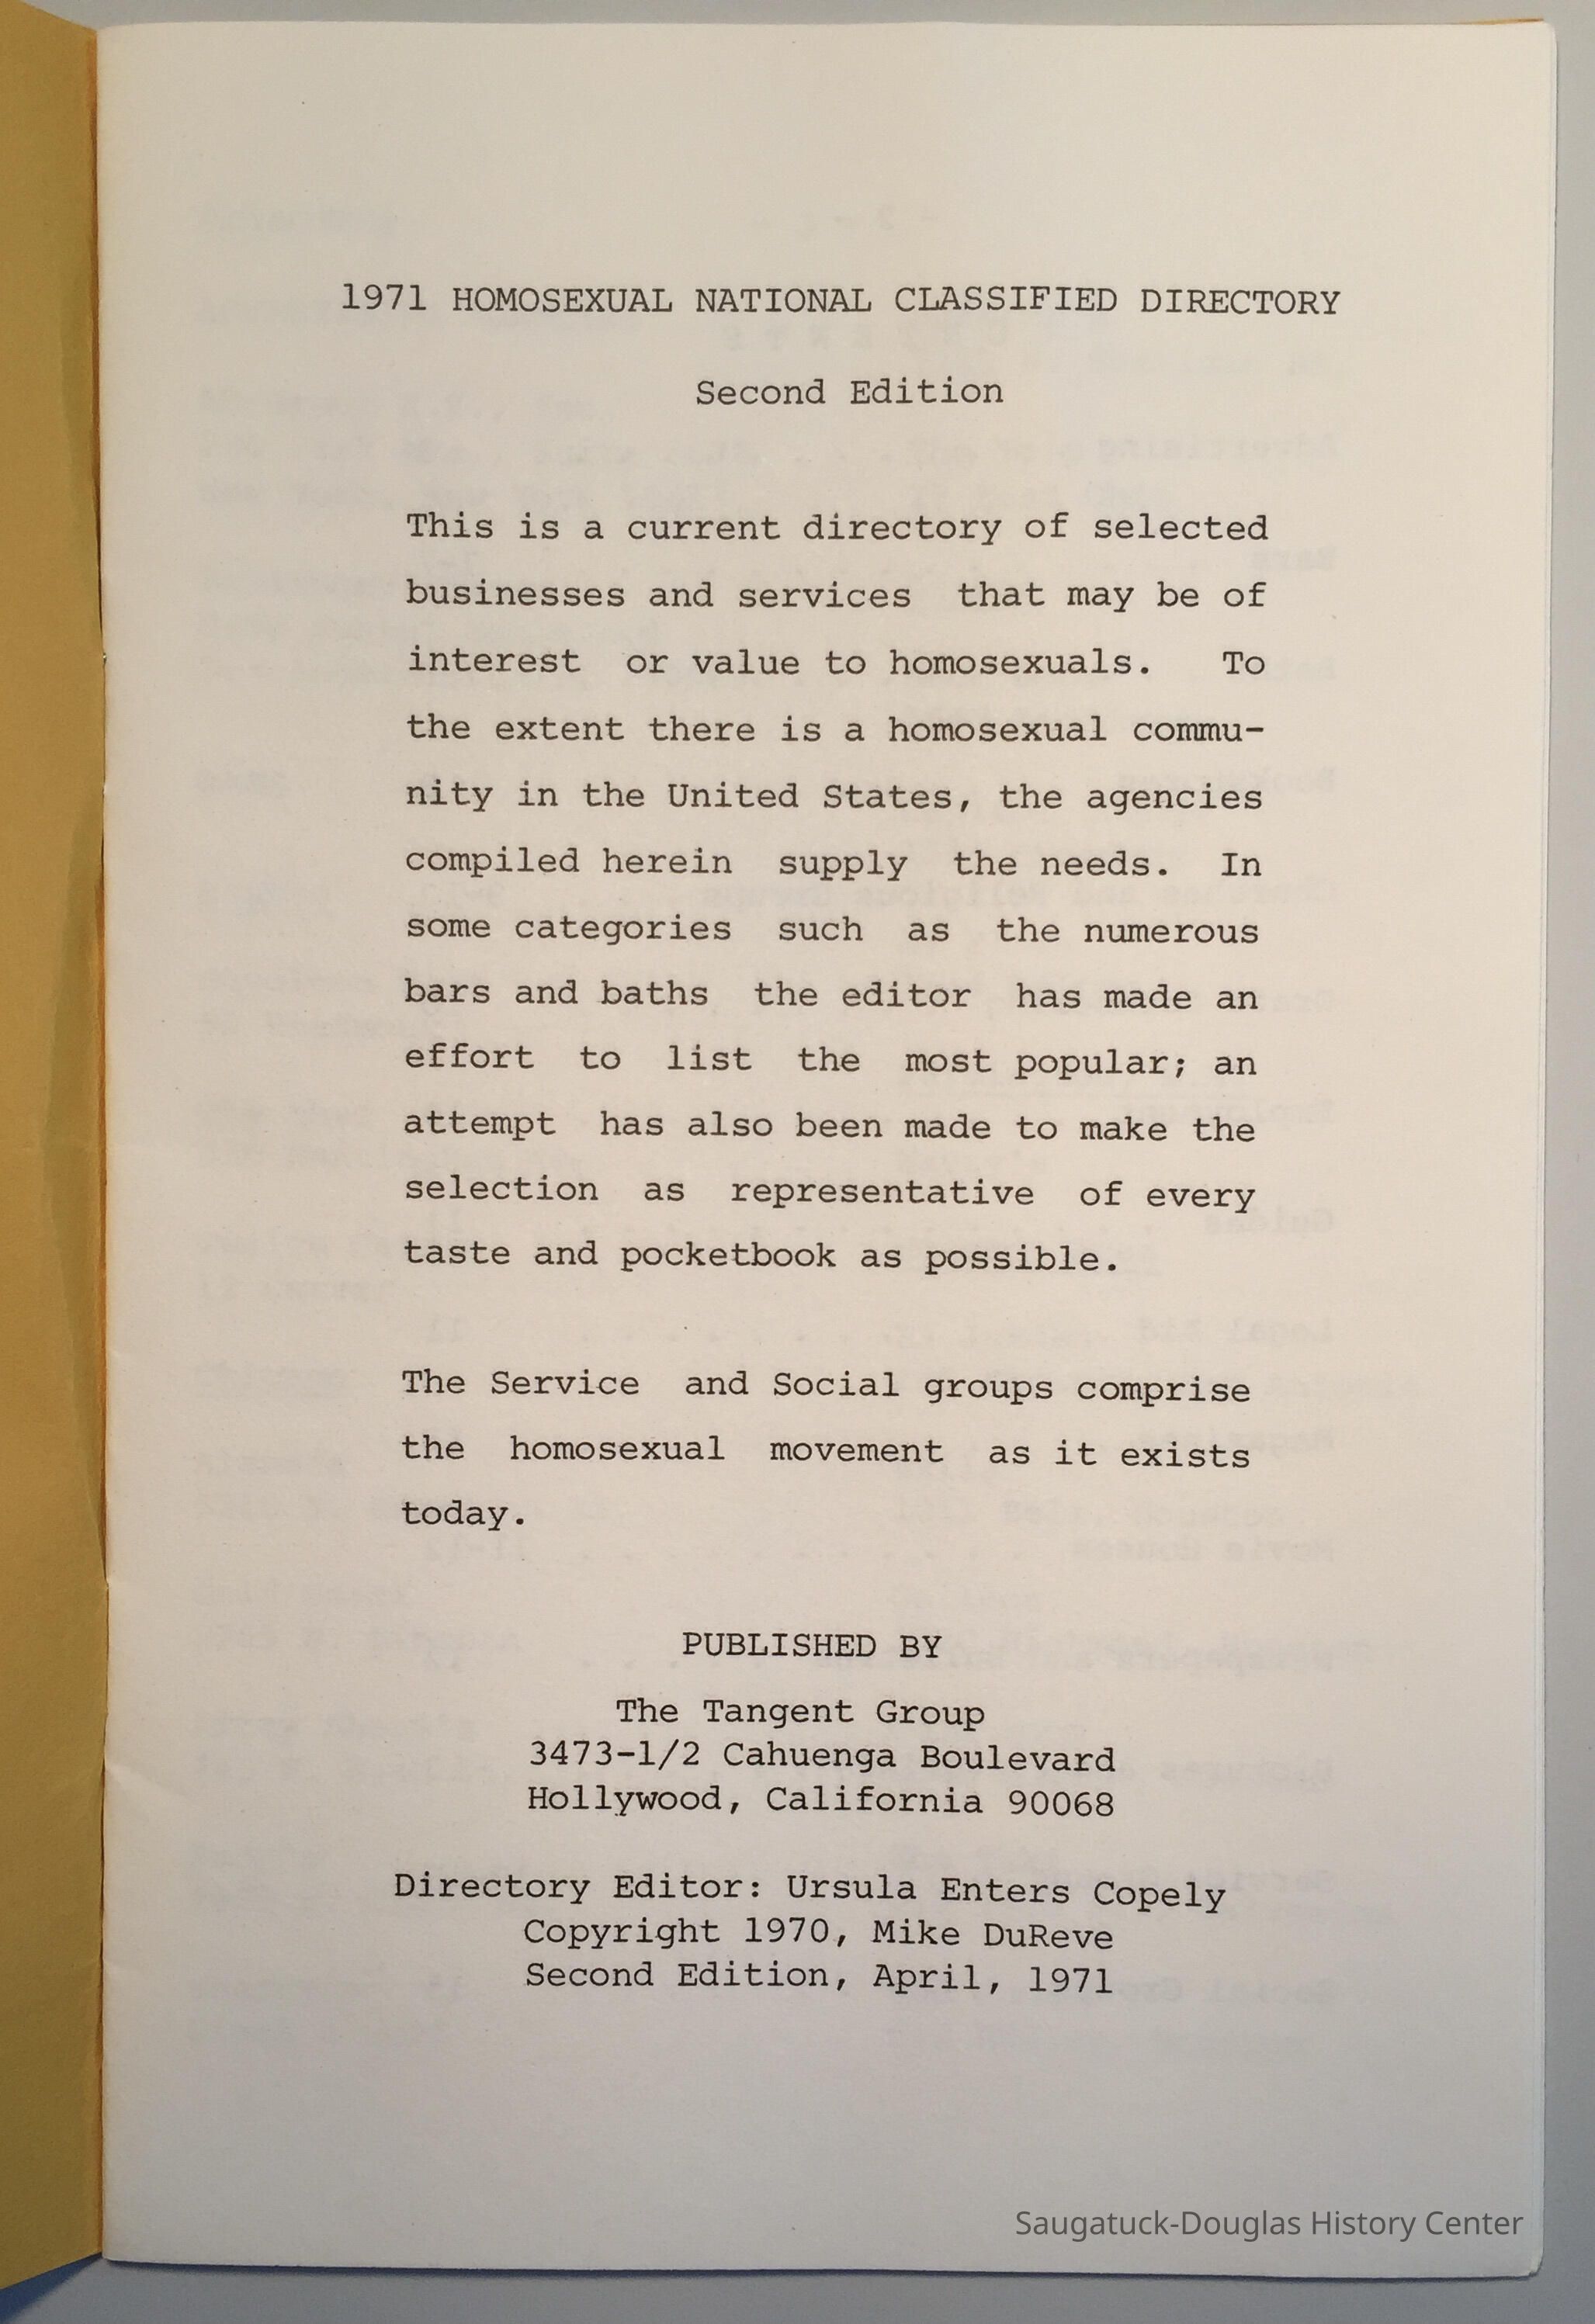 1971 HOMOSEXUAL NATIONAL CLASSIFIED DIRECTORY
Second Edition
This is a current directory of selected
businesses and services that may be of
interest or value to homosexuals. To
the extent there is a homosexual commu-
nity in the United States, the agencies
compiled herein supply the needs. In
some categories such as the numerous
bars and baths the editor has made an
effort to list the most popular; an
attempt has also been made to make the
selection as representative of every
taste and pocketbook as possible.
The Service and Social groups comprise
the homosexual movement as it exists
today.
PUBLISHED BY
The Tangent Group
3473-1/2 Cahuenga Boulevard
Hollywood, California 90068
Directory Editor: Ursula Enters Copely
Copyright 1970, Mike DuReve
Second Edition, April, 1971
Saugatuck-Douglas History Center